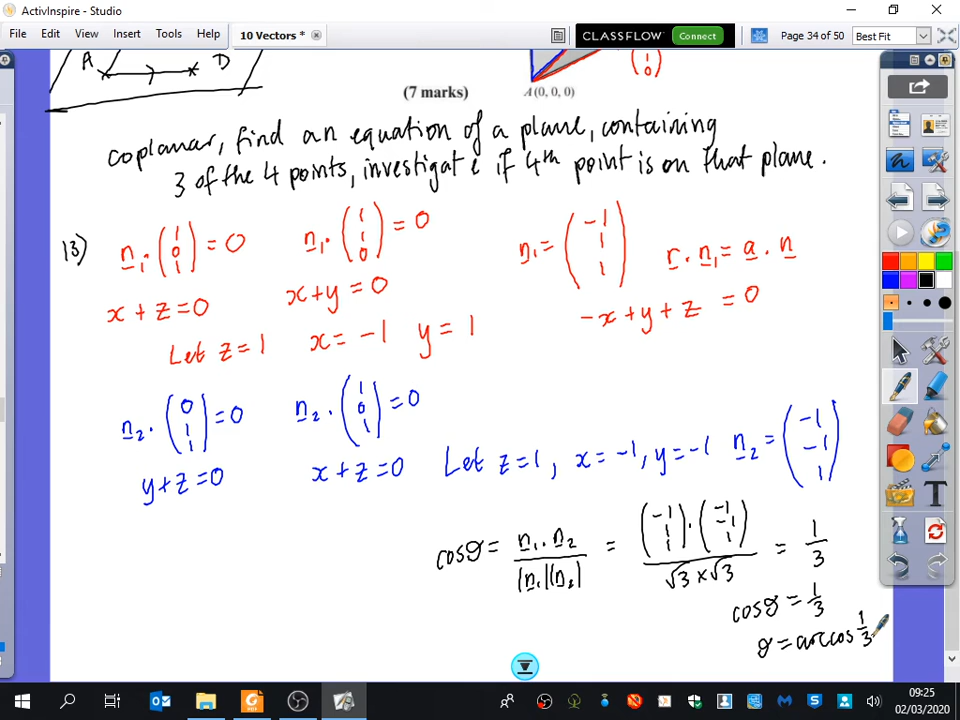 ActivInspire - Studio
File Edit View Insert Tools Help 10 Vectors* CLASSFLOW Connect Page 34 of 50 Best Fit
A D
(1
0)
(7 marks) A(0, 0, 0)
coplanar, find an equation of a plane, containing
3 of the 4 points, investigate if 4th point is on that plane.
13) n₁ · (1 0 1) = 0 n₁ · (1 1 0) = 0 n₁ = (-1 1 1) r · n₁ = a · n
x + z = 0 x + y = 0 -x + y + z = 0
Let z = 1 x = -1 y = 1
n₂ · (0 1 1) = 0 n₂ · (1 0 1) = 0
y + z = 0 x + z = 0 Let z = 1, x = -1, y = -1 n₂ = (-1 -1 1)
cosθ = n₁ · n₂ / |n₁||n₂| = (-1 1 1) · (-1 -1 1) / √3 × √3 = 1/3
cosθ = 1/3
θ = arccos 1/3
09:25
02/03/2020